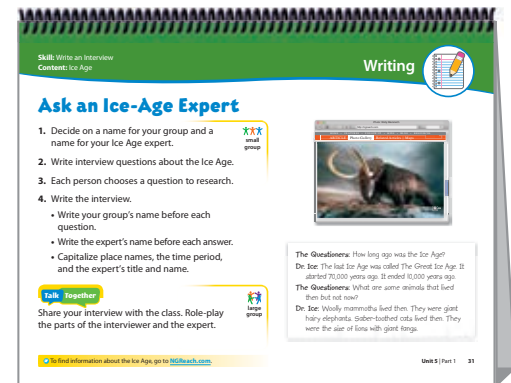 Skill: Write an Interview
Content: Ice Age
Writing
Ask an Ice-Age Expert
1. Decide on a name for your group and a
name for your Ice Age expert.
2. Write interview questions about the Ice Age.
3. Each person chooses a question to research.
4. Write the interview.
• Write your group's name before each
question.
• Write the expert's name before each answer.
• Capitalize place names, the time period,
and the expert's title and name.
small
group
Talk Together
Share your interview with the class. Role-play
the parts of the interviewer and the expert.
large
group
The Questioners: How long ago was the Ice Age?
Dr. Ice: The last Ice Age was called The Great Ice Age. It
started 70,000 years ago. It ended 10,000 years ago.
The Questioners: What are some animals that lived
then but not now?
Dr. Ice: Woolly mammoths lived then. They were giant
hairy elephants. Saber-toothed cats lived then. They
were the size of lions with giant fangs.
To find information about the Ice Age, go to NGReach.com.
Unit 5 | Part 1 31